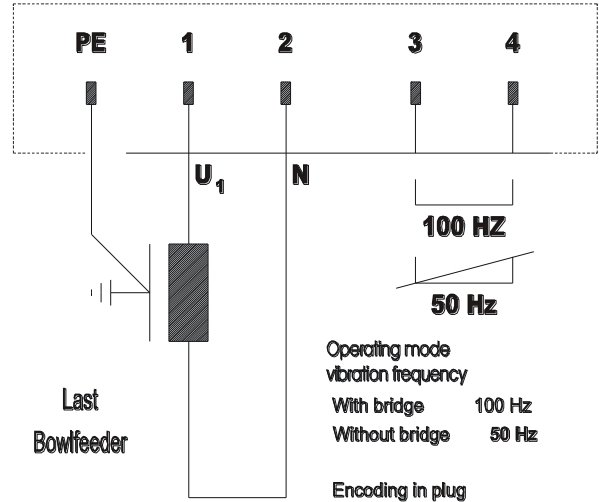 PE 1 2 3 4
U1 N
100 HZ
50 Hz
Operating mode
vibration frequency
With bridge 100 Hz
Without bridge 50 Hz
Last
Bowlfeeder
Encoding in plug